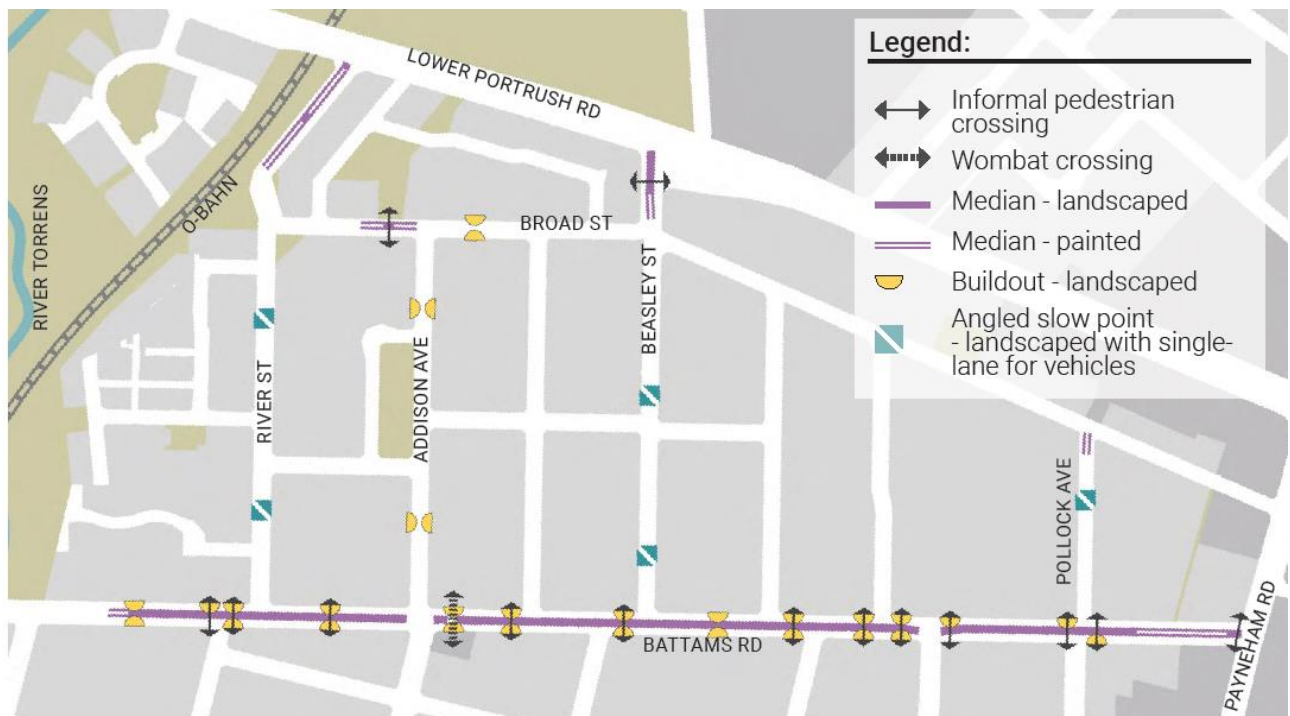 Legend:
Informal pedestrian
crossing
Wombat crossing
Median - landscaped
Median - painted
Buildout - landscaped
Angled slow point
- landscaped with single-
lane for vehicles
LOWER PORTRUSH RD
O-BAHN
RIVER TORRENS
BROAD ST
BEASLEY ST
RIVER ST
ADDISON AVE
POLLOCK AVE
BATTAMS RD
PAYNEHAM RD